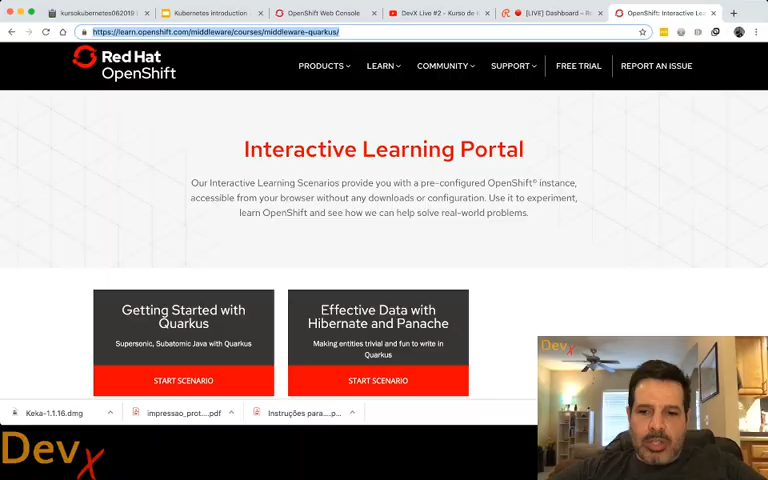 kursokubernetes062019
Kubernetes introduction
OpenShift Web Console
DevX Live #2 - Kurso de
[LIVE] Dashboard - Re
OpenShift: Interactive Lea
https://learn.openshift.com/middleware/courses/middleware-quarkus/
Red Hat
OpenShift
PRODUCTS
LEARN
COMMUNITY
SUPPORT
FREE TRIAL
REPORT AN ISSUE
Interactive Learning Portal
Our Interactive Learning Scenarios provide you with a pre-configured OpenShift® instance,
accessible from your browser without any downloads or configuration. Use it to experiment,
learn OpenShift and see how we can help solve real-world problems.
Getting Started with
Quarkus
Supersonic, Subatomic Java with Quarkus
START SCENARIO
Effective Data with
Hibernate and Panache
Making entities trivial and fun to write in
Quarkus
START SCENARIO
Keka-1.1.16.dmg
impressao_prot....pdf
Instruções para....p...
Devx
Devx